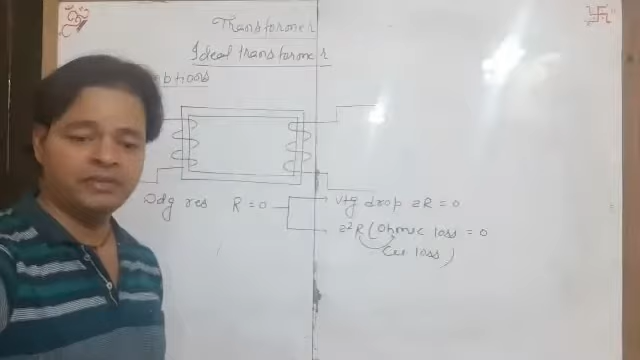 Transformer
Ideal transformer
Wdg res R = 0
Vtg drop IR = 0
I²R (Ohmic loss = 0
Cu loss)